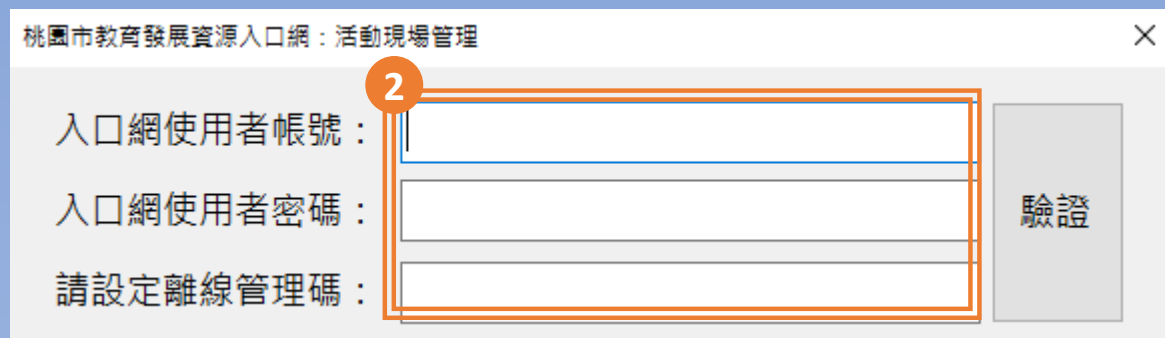 桃園市教育發展資源入口網：活動現場管理
2
入口網使用者帳號：
入口網使用者密碼：
驗證
請設定離線管理碼：